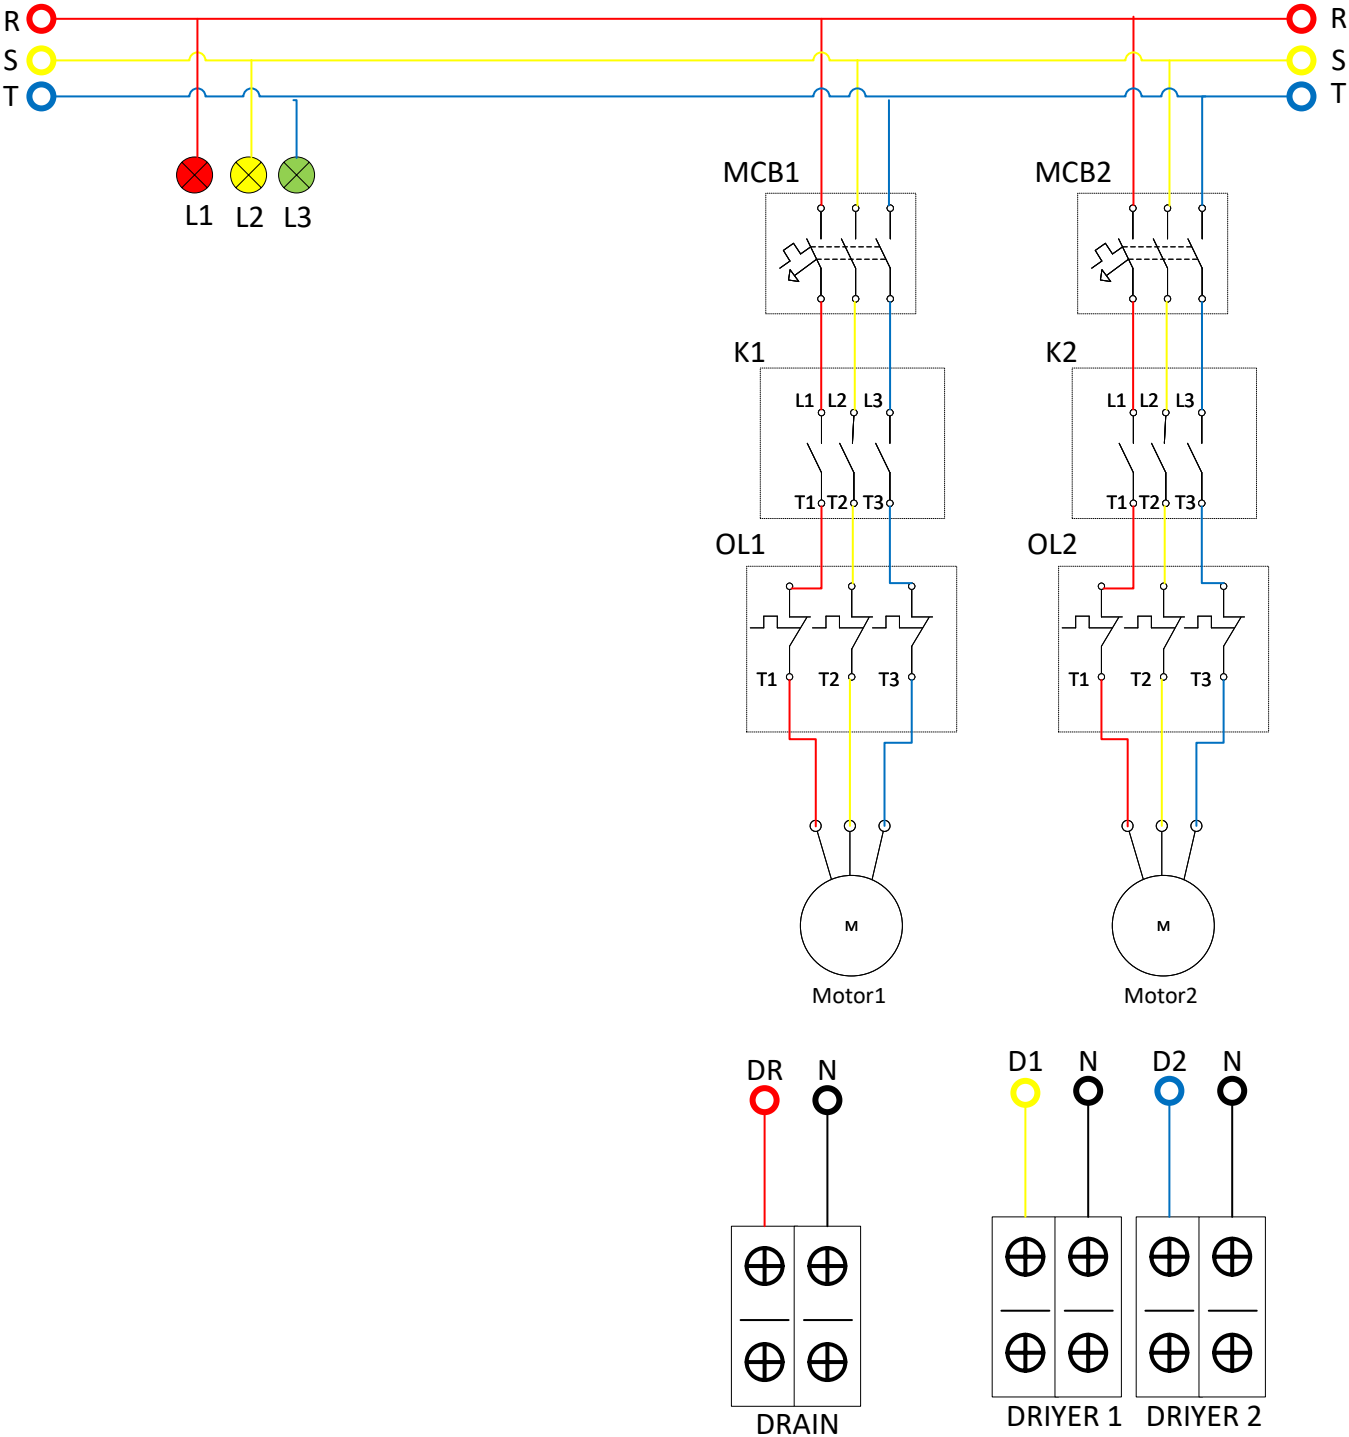 R
R
S
S
T
T
MCB1
MCB2
L1 L2 L3
K1
K2
L1 L2 L3
L1 L2 L3
T1 T2 T3
T1 T2 T3
OL1
OL2
T1 T2 T3
T1 T2 T3
M
M
Motor1
Motor2
DR N
D1 N D2 N
DRAIN
DRIYER 1 DRIYER 2